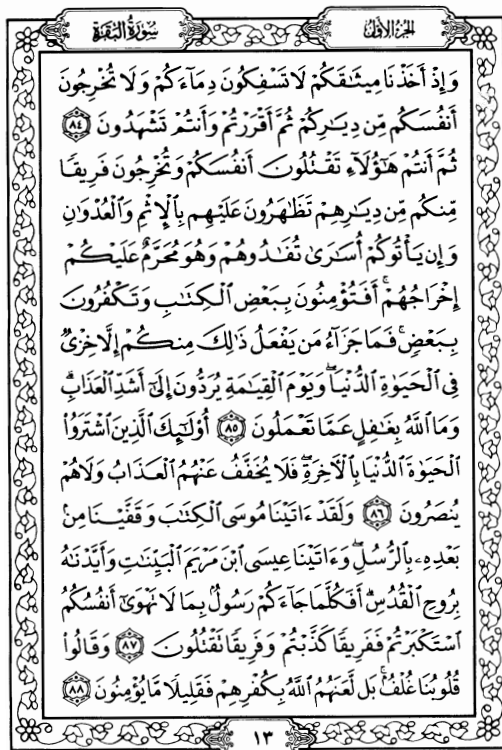 الجزء الأول
سورة البقرة
وَإِذْ أَخَذْنَا مِيثَٰقَكُمْ لَا تَسْفِكُونَ دِمَآءَكُمْ وَلَا تُخْرِجُونَ
أَنفُسَكُم مِّن دِيَٰرِكُمْ ثُمَّ أَقْرَرْتُمْ وَأَنتُمْ تَشْهَدُونَ ٨٤
ثُمَّ أَنتُمْ هَٰٓؤُلَآءِ تَقْتُلُونَ أَنفُسَكُمْ وَتُخْرِجُونَ فَرِيقًا
مِّنكُم مِّن دِيَٰرِهِمْ تَظَٰهَرُونَ عَلَيْهِم بِٱلْإِثْمِ وَٱلْعُدْوَٰنِ
وَإِن يَأْتُوكُمْ أُسَٰرَىٰ تُفَٰدُوهُمْ وَهُوَ مُحَرَّمٌ عَلَيْكُمْ
إِخْرَاجُهُمْ ۚ أَفَتُؤْمِنُونَ بِبَعْضِ ٱلْكِتَٰبِ وَتَكْفُرُونَ
بِبَعْضٍ ۚ فَمَا جَزَآءُ مَن يَفْعَلُ ذَٰلِكَ مِنكُمْ إِلَّا خِزْىٌ
فِى ٱلْحَيَوٰةِ ٱلدُّنْيَا ۖ وَيَوْمَ ٱلْقِيَٰمَةِ يُرَدُّونَ إِلَىٰٓ أَشَدِّ ٱلْعَذَابِ ۗ
وَمَا ٱللَّهُ بِغَٰفِلٍ عَمَّا تَعْمَلُونَ ٨٥ أُو۟لَٰٓئِكَ ٱلَّذِينَ ٱشْتَرَوُا۟
ٱلْحَيَوٰةَ ٱلدُّنْيَا بِٱلْءَاخِرَةِ ۖ فَلَا يُخَفَّفُ عَنْهُمُ ٱلْعَذَابُ وَلَا هُمْ
يُنصَرُونَ ٨٦ وَلَقَدْ ءَاتَيْنَا مُوسَى ٱلْكِتَٰبَ وَقَفَّيْنَا مِنۢ
بَعْدِهِۦ بِٱلرُّسُلِ ۖ وَءَاتَيْنَا عِيسَى ٱبْنَ مَرْيَمَ ٱلْبَيِّنَٰتِ وَأَيَّدْنَٰهُ
بِرُوحِ ٱلْقُدُسِ ۗ أَفَكُلَّمَا جَآءَكُمْ رَسُولٌۢ بِمَا لَا تَهْوَىٰٓ أَنفُسُكُمُ
ٱسْتَكْبَرْتُمْ فَفَرِيقًا كَذَّبْتُمْ وَفَرِيقًا تَقْتُلُونَ ٨٧ وَقَالُوا۟
قُلُوبُنَا غُلْفٌۢ ۚ بَل لَّعَنَهُمُ ٱللَّهُ بِكُفْرِهِمْ فَقَلِيلًا مَّا يُؤْمِنُونَ ٨٨
١٣